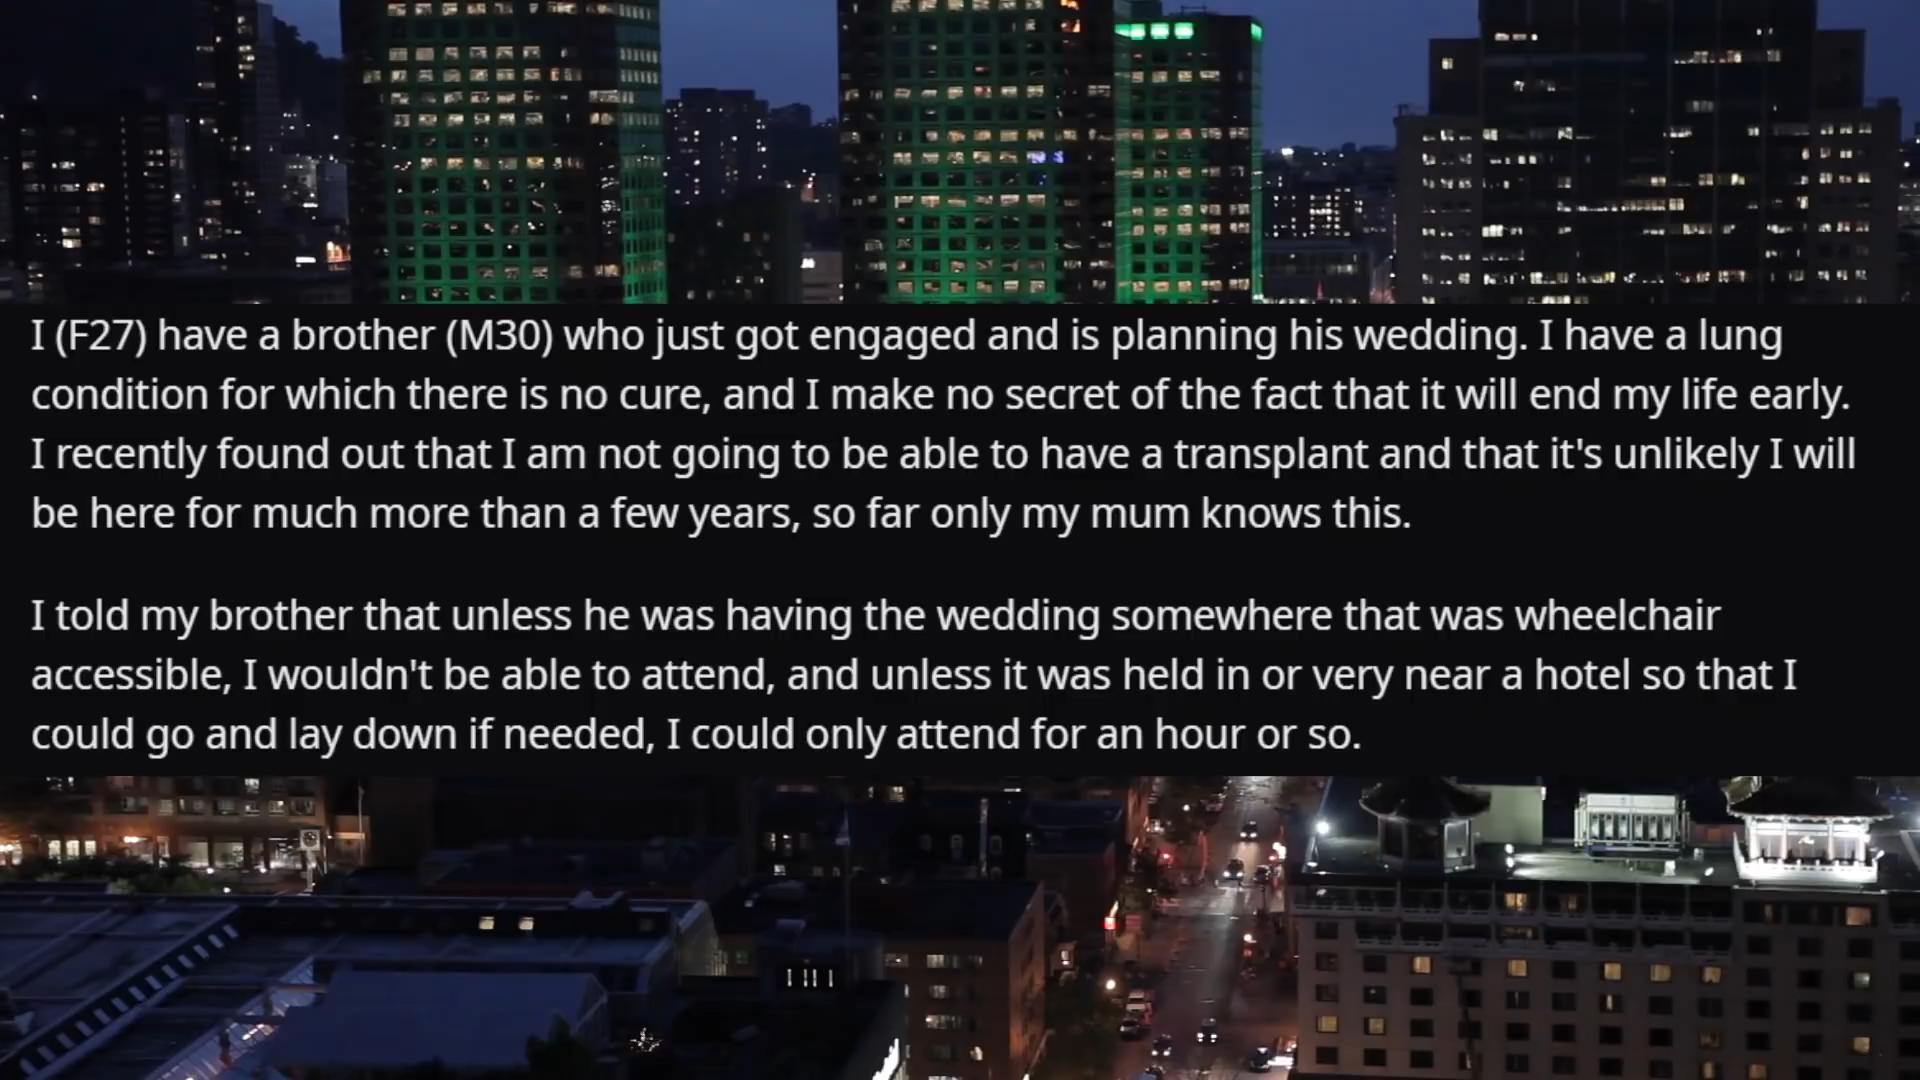 I (F27) have a brother (M30) who just got engaged and is planning his wedding. I have a lung
condition for which there is no cure, and I make no secret of the fact that it will end my life early.
I recently found out that I am not going to be able to have a transplant and that it's unlikely I will
be here for much more than a few years, so far only my mum knows this.
I told my brother that unless he was having the wedding somewhere that was wheelchair
accessible, I wouldn't be able to attend, and unless it was held in or very near a hotel so that I
could go and lay down if needed, I could only attend for an hour or so.